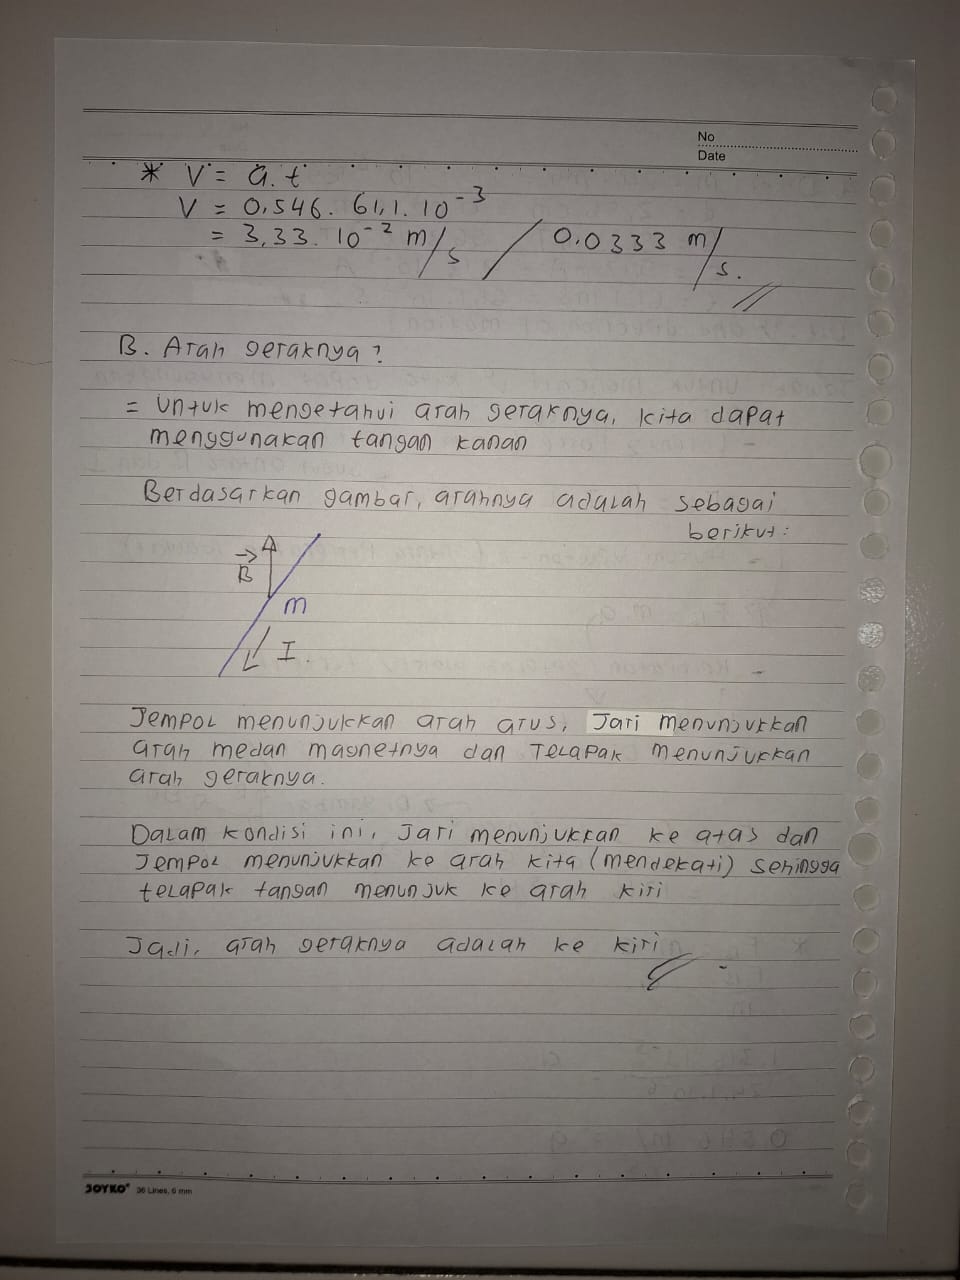 No
Date
* V = a.t
V = 0,546. 61,1. 10⁻³
= 3,33. 10⁻² m/s / 0,0333 m/s.
B. Arah geraknya?
= Untuk mengetahui arah geraknya, kita dapat
menggunakan tangan kanan
Berdasarkan gambar, arahnya adalah sebagai
berikut:
B
m
I
Jempol menunjukkan arah arus, Jari menunjukkan
arah medan magnetnya dan Telapak menunjukkan
arah geraknya.
Dalam kondisi ini, Jari menunjukkan ke atas dan
Jempol menunjukkan ke arah kita (mendekati) sehingga
telapak tangan menunjuk ke arah kiri
Jadi, arah geraknya adalah ke kiri
JOYKO 36 Lines, 6 mm